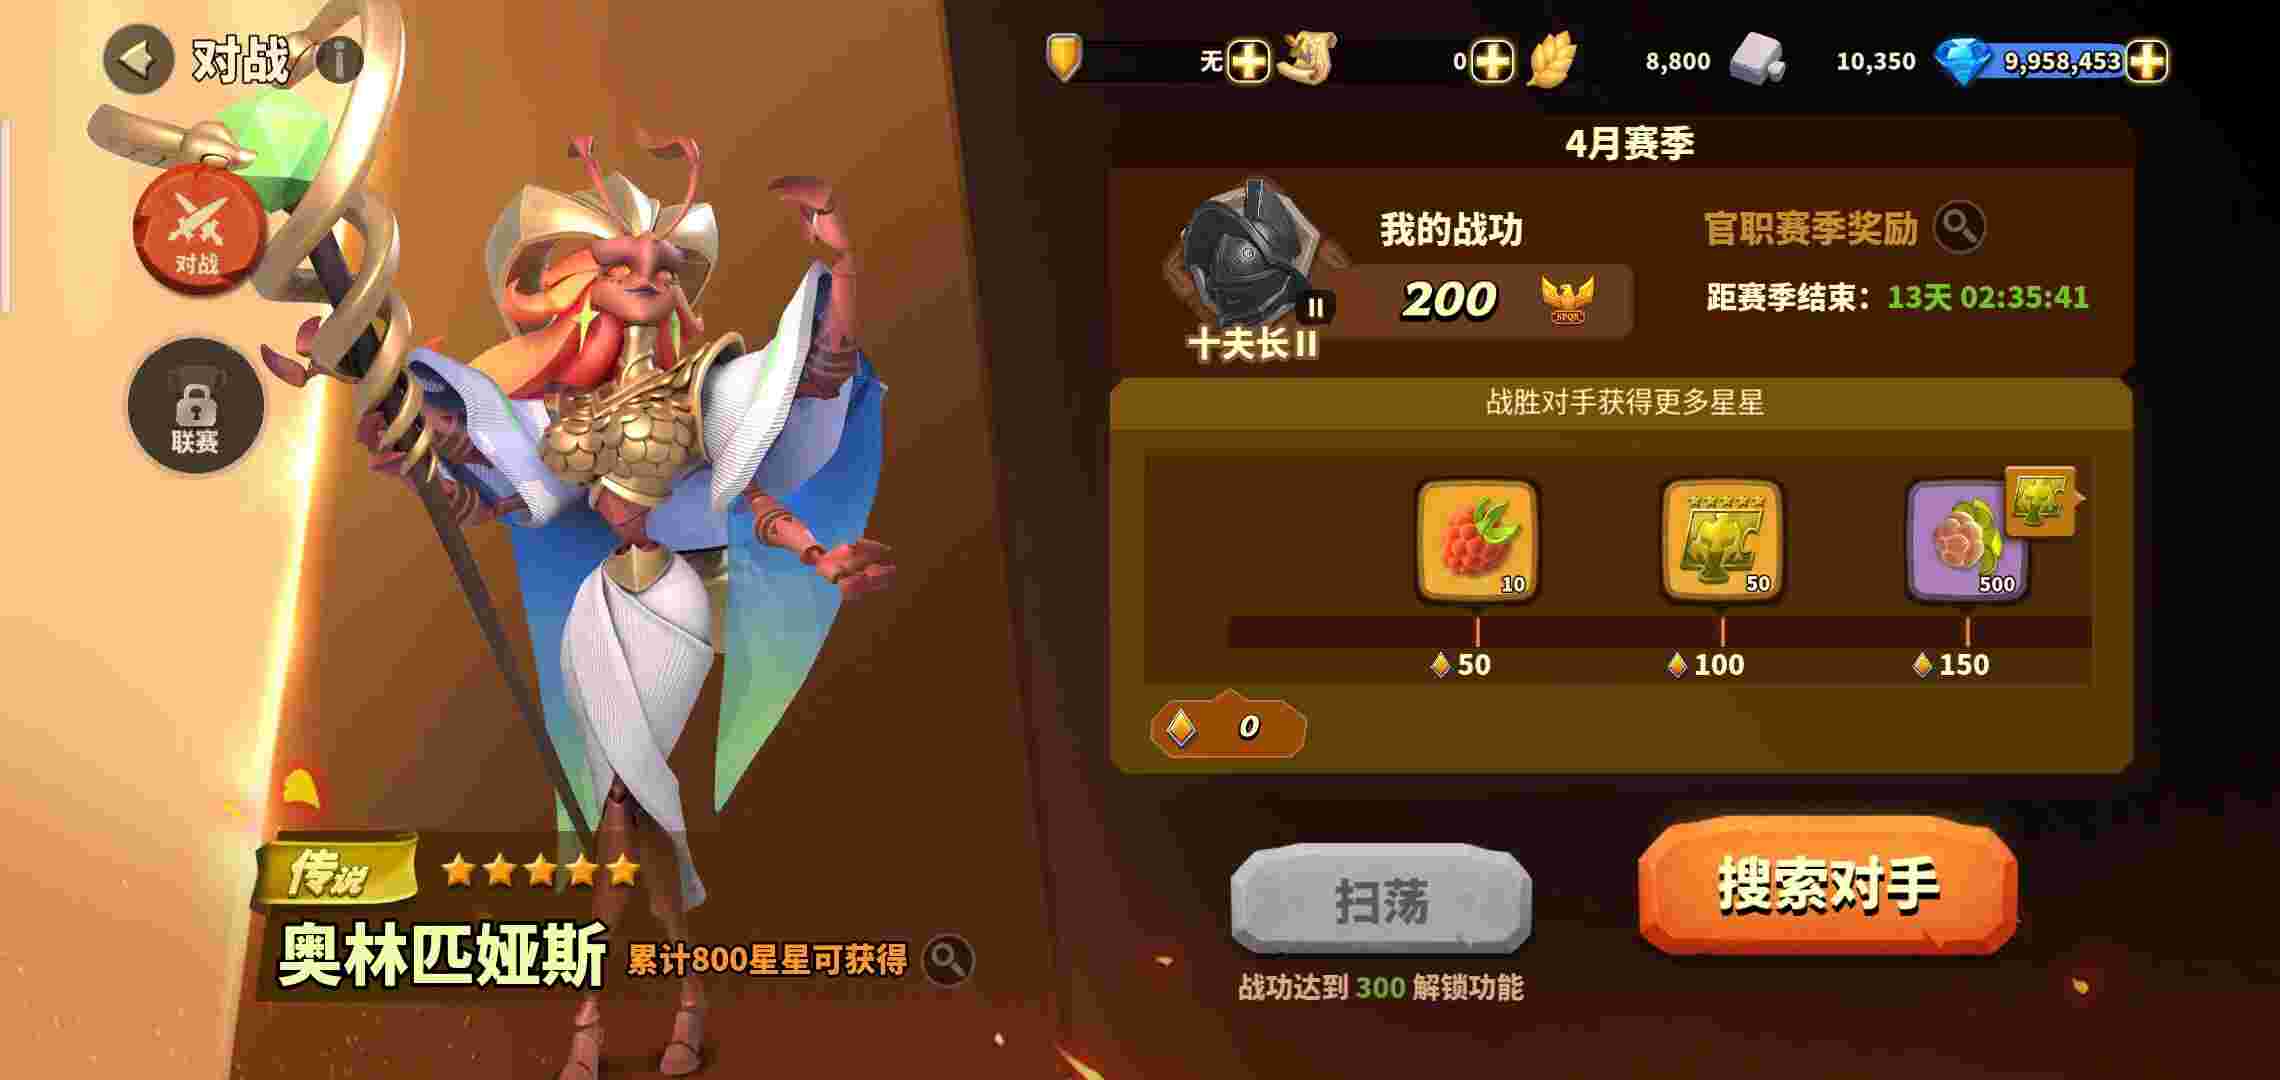 对战
无
0
8,800
10,350
9,958,453
4月赛季
对战
联赛
II
十夫长II
我的战功
200
SPQR
官职赛季奖励
距赛季结束：13天 02:35:41
战胜对手获得更多星星
10
50
500
50
100
150
0
传说
奥林匹娅斯
累计800星星可获得
扫荡
搜索对手
战功达到 300 解锁功能